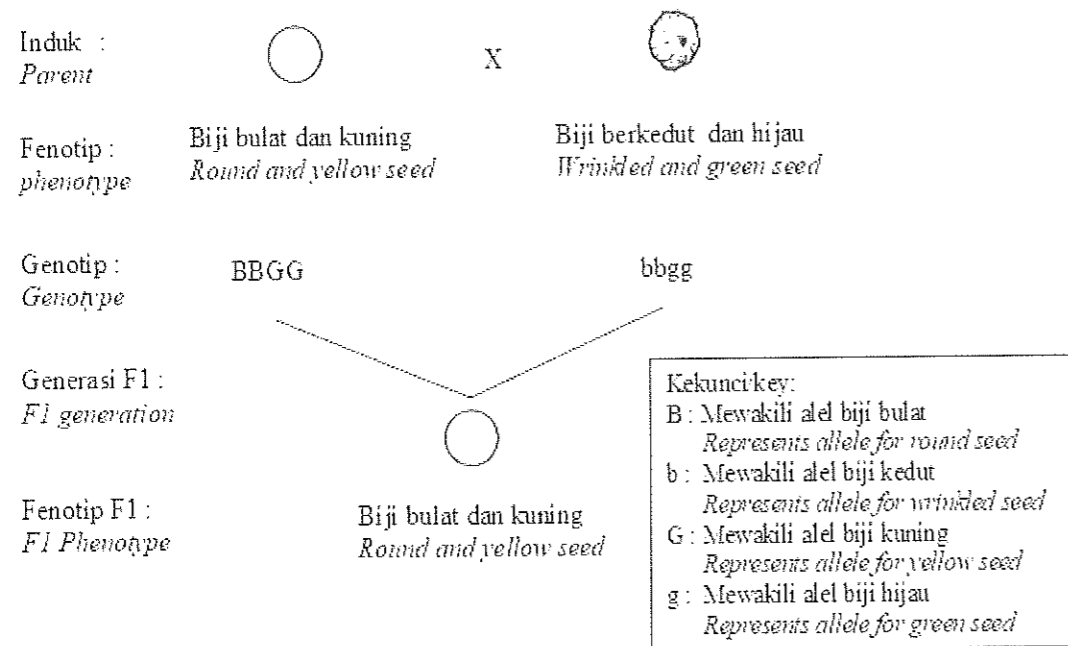 Induk :
Parent
X
Biji bulat dan kuning
Round and yellow seed
Biji berkedut dan hijau
Wrinkled and green seed
Fenotip :
phenotype
Genotip :
Genotype
BBGG
bbgg
Generasi F1 :
F1 generation
Fenotip F1 :
F1 Phenotype
Biji bulat dan kuning
Round and yellow seed
Kekunci/key:
B : Mewakili alel biji bulat
Represents allele for round seed
b : Mewakili alel biji kedut
Represents allele for wrinkled seed
G : Mewakili alel biji kuning
Represents allele for yellow seed
g : Mewakili alel biji hijau
Represents allele for green seed